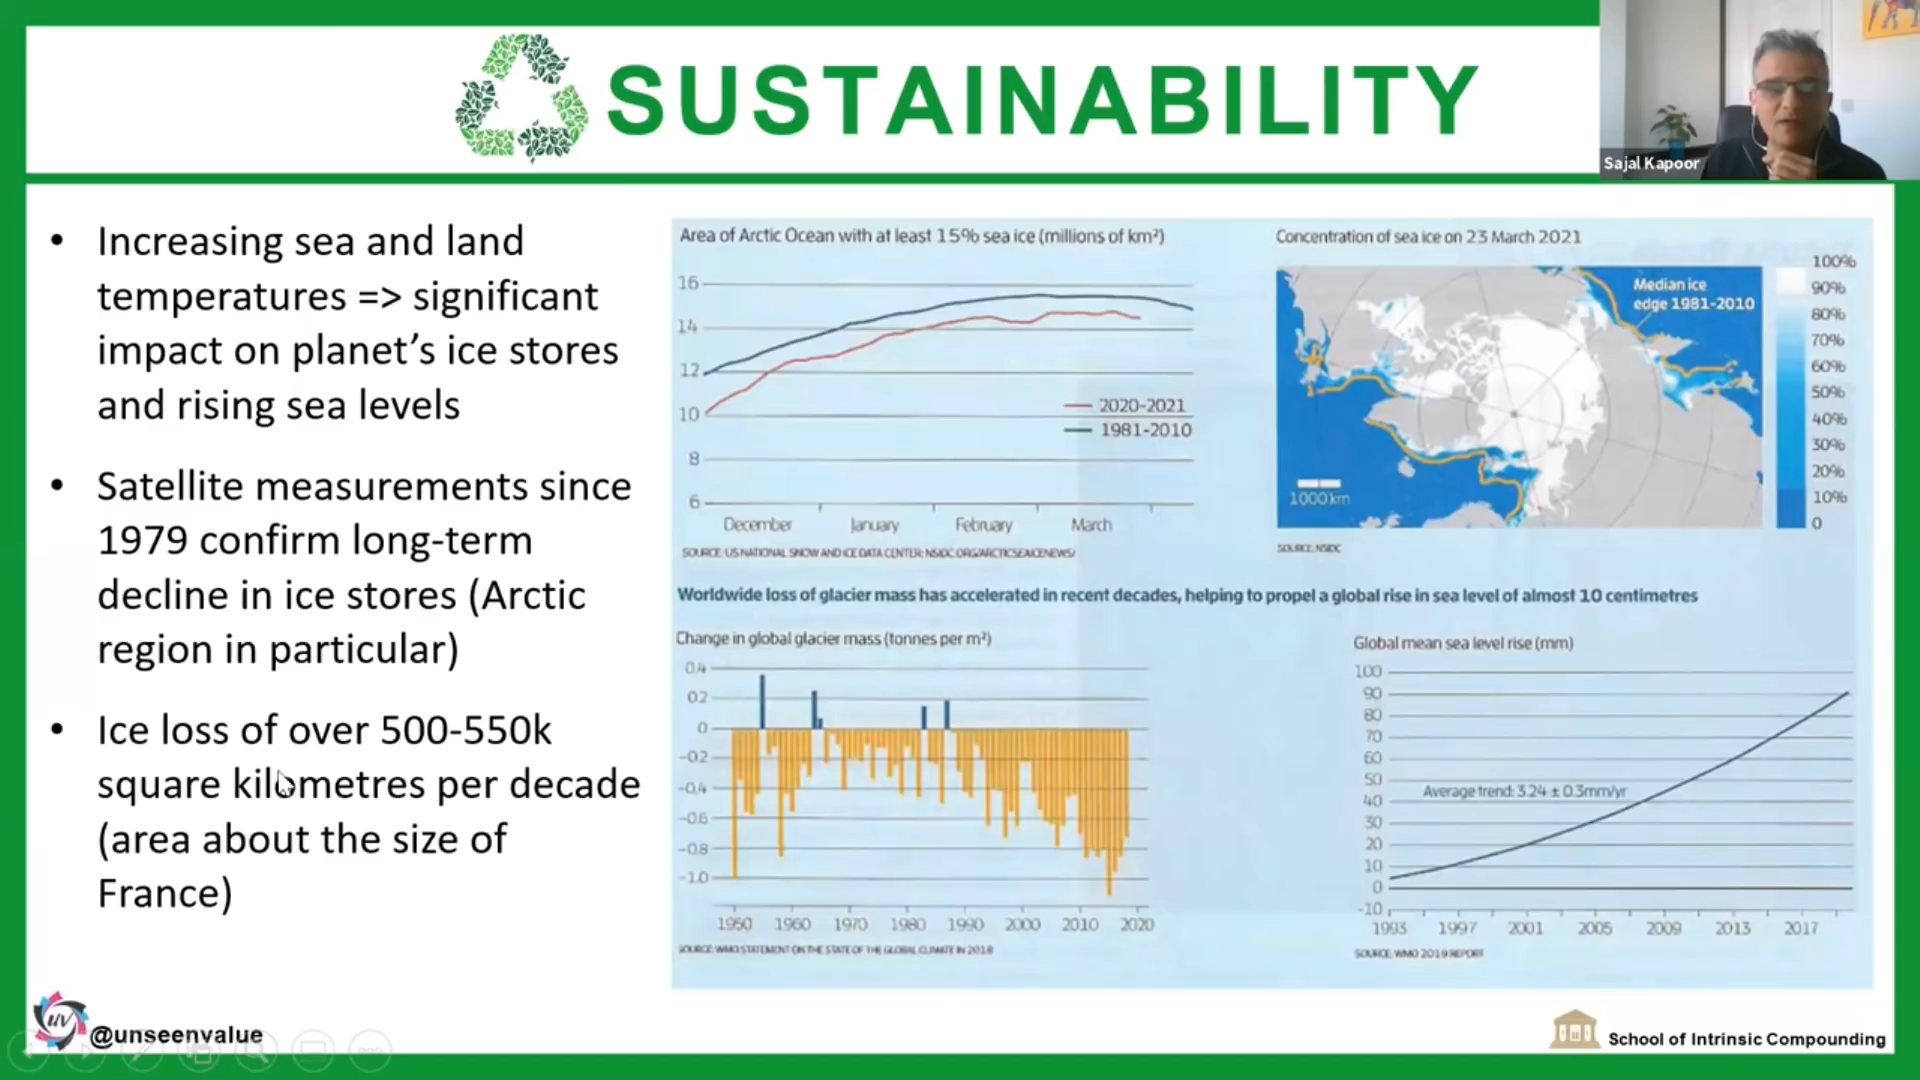 SUSTAINABILITY
Sajal Kapoor
• Increasing sea and land
temperatures => significant
impact on planet’s ice stores
and rising sea levels
• Satellite measurements since
1979 confirm long-term
decline in ice stores (Arctic
region in particular)
• Ice loss of over 500-550k
square kilometres per decade
(area about the size of
France)
Area of Arctic Ocean with at least 15% sea ice (millions of km²)
16
14
12
10
8
6
2020-2021
1981-2010
December January February March
SOURCE: US NATIONAL SNOW AND ICE DATA CENTER: NSIDC.ORG/ARCTICSEAICENEWS/
Concentration of sea ice on 23 March 2021
Median ice
edge 1981-2010
1000 km
100%
90%
80%
70%
60%
50%
40%
30%
20%
10%
0
SOURCE: NSIDC
Worldwide loss of glacier mass has accelerated in recent decades, helping to propel a global rise in sea level of almost 10 centimetres
Change in global glacier mass (tonnes per m²)
0.4
0.2
0
-0.2
-0.4
-0.6
-0.8
-1.0
1950 1960 1970 1980 1990 2000 2010 2020
SOURCE: WMO STATEMENT ON THE STATE OF THE GLOBAL CLIMATE IN 2018
Global mean sea level rise (mm)
100
90
80
70
60
50
40
30
20
10
0
-10
Average trend: 3.24 ± 0.3mm/yr
1993 1997 2001 2005 2009 2013 2017
SOURCE: WMO 2019 REPORT
UV
@unseenvalue
School of Intrinsic Compounding